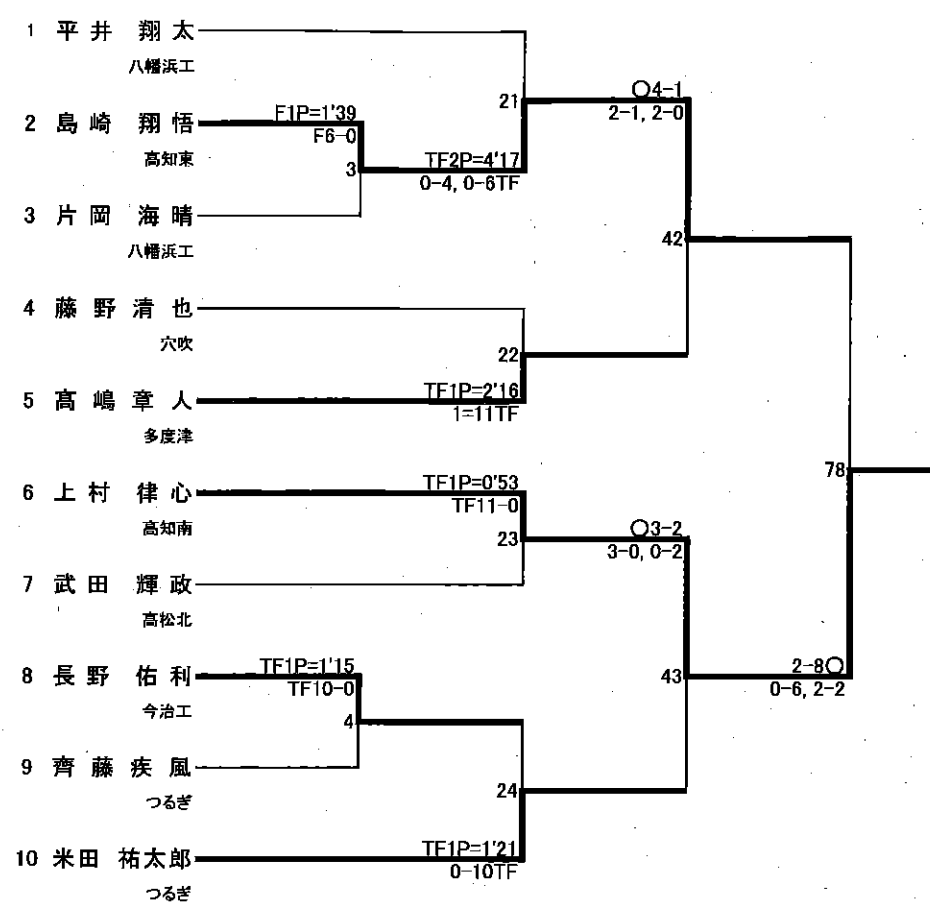 1 平井 翔太
八幡浜工
○4-1
21
2-1, 2-0
F1P=1'39
2 島崎 翔悟
F6-0
高知東
TF2P=4'17
3
0-4, 0-6TF
3 片岡 海晴
42
八幡浜工
4 藤野 清也
穴吹
22
TF1P=2'16
5 高嶋 章人
1=11TF
多度津
78
TF1P=0'53
6 上村 律心
TF11-0
高知南
○3-2
23
3-0, 0-2
7 武田 輝政
高松北
TF1P=1'15
2-8○
8 長野 佑利
43
TF10-0
0-6, 2-2
今治工
4
9 齊藤 疾風
24
つるぎ
TF1P=1'21
10 米田 祐太郎
0-10TF
つるぎ